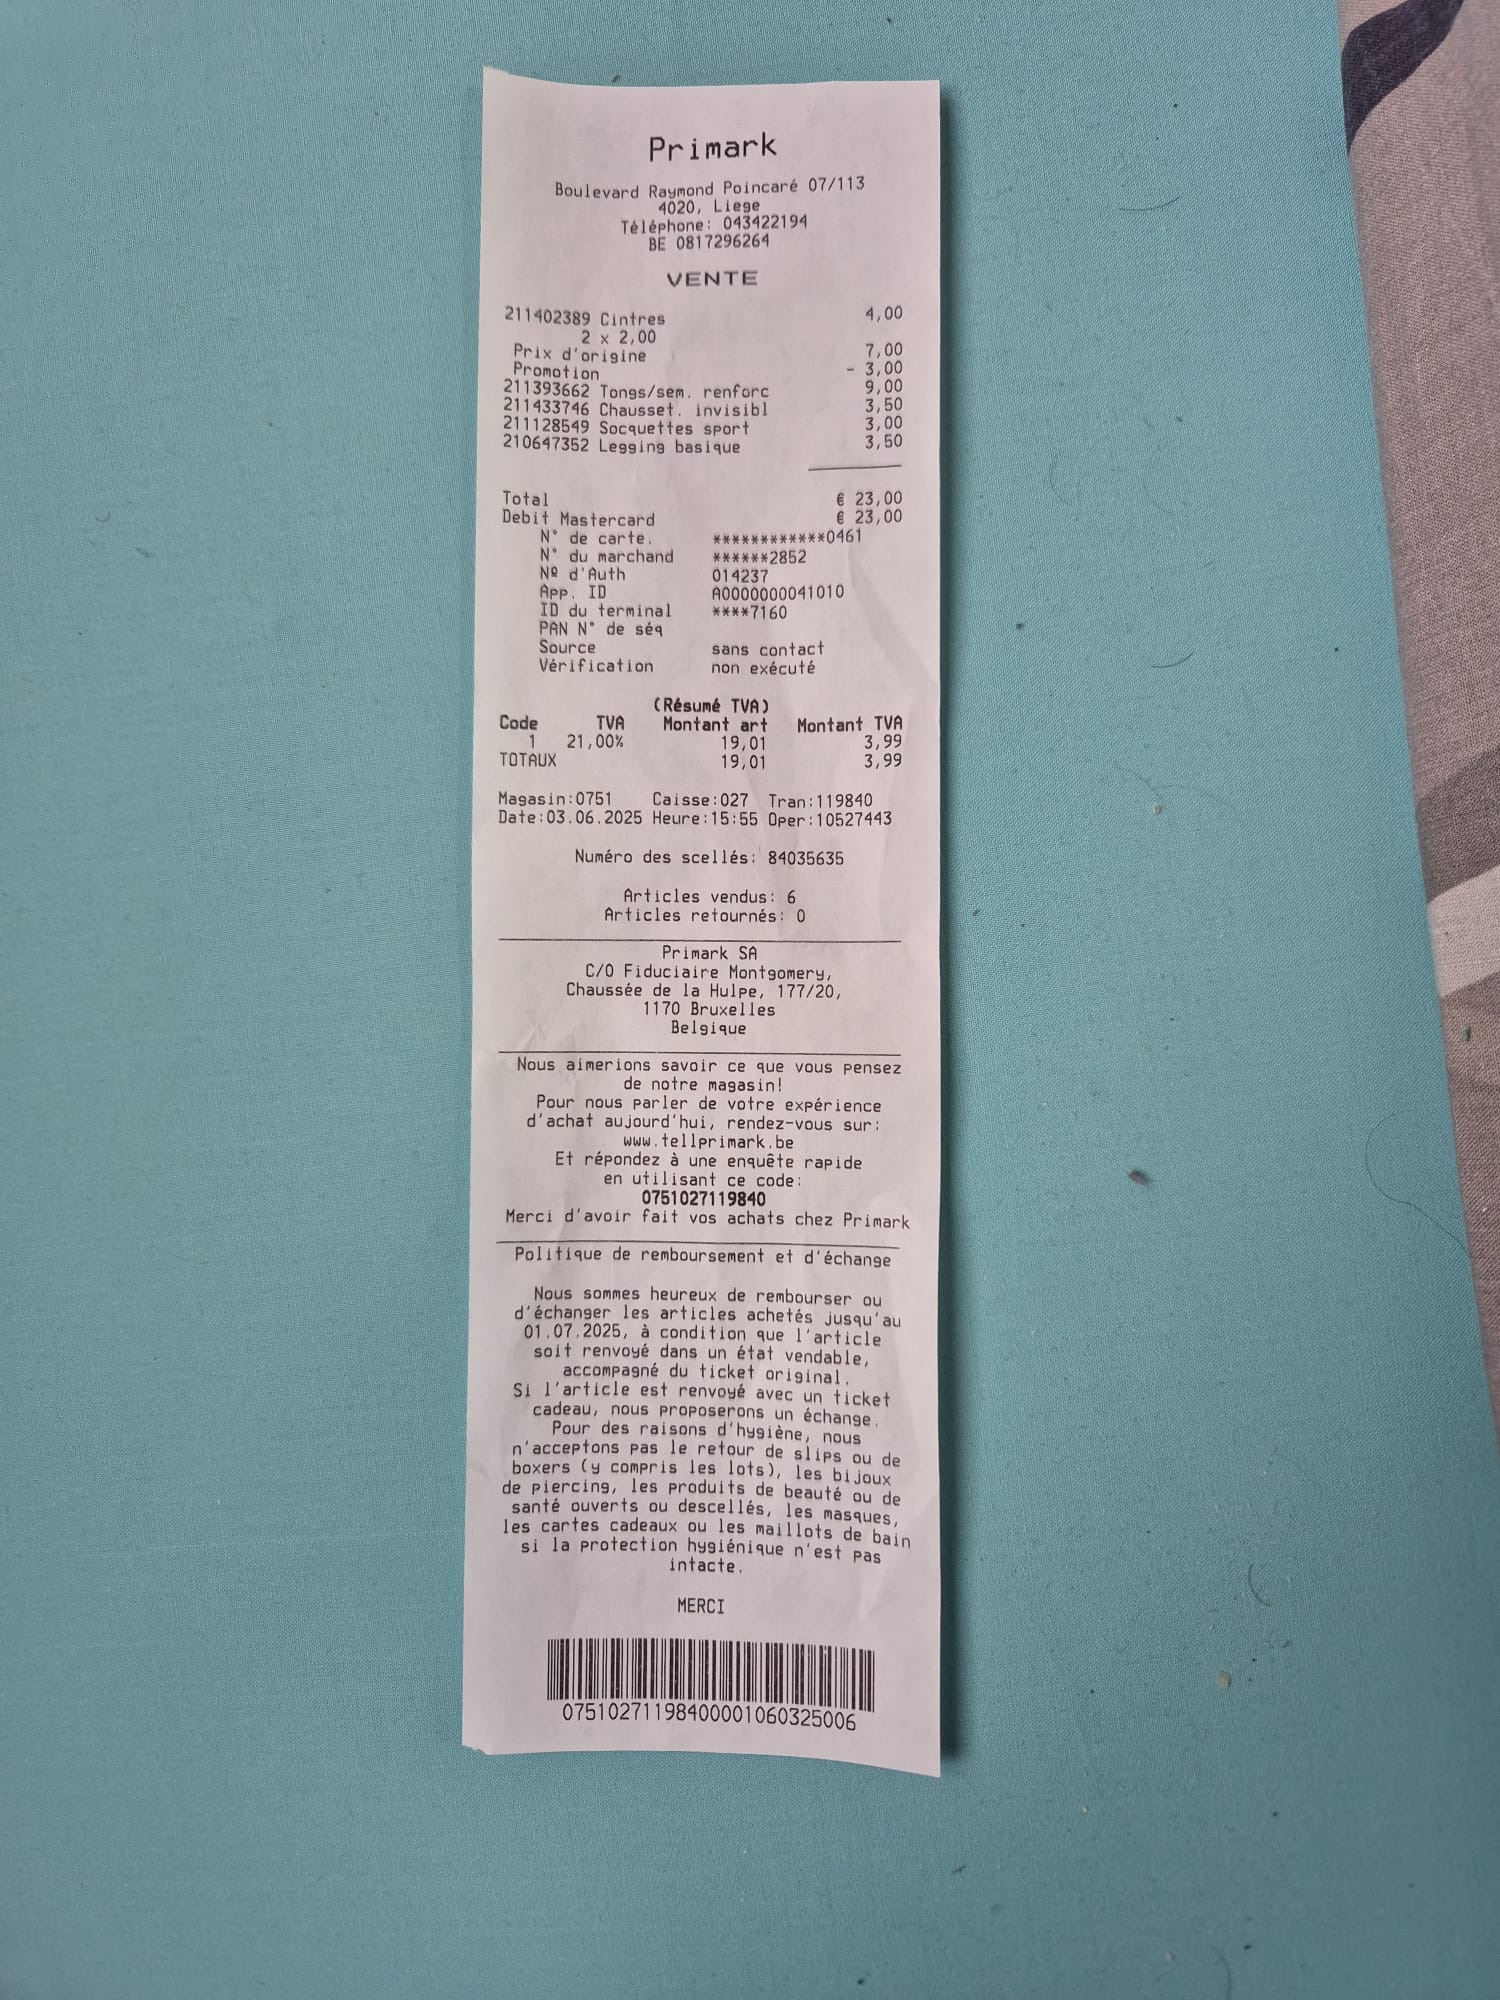 Primark
Boulevard Raymond Poincaré 07/113
4020, Liege
Téléphone: 043422194
BE 0817296264
VENTE
211402389 Cintres 4,00
2 x 2,00
Prix d'origine 7,00
Promotion - 3,00
211393662 Tongs/sem. renforc 9,00
211433746 Chausset. invisibl 3,50
211128549 Socquettes sport 3,00
210647352 Legging basique 3,50
Total € 23,00
Debit Mastercard € 23,00
N° de carte. ************0461
N° du marchand ******2852
Nº d'Auth 014237
App. ID A0000000041010
ID du terminal ****7160
PAN N° de séq
Source sans contact
Vérification non exécuté
(Résumé TVA)
Code TVA Montant art Montant TVA
1 21,00% 19,01 3,99
TOTAUX 19,01 3,99
Magasin:0751 Caisse:027 Tran:119840
Date:03.06.2025 Heure:15:55 Oper:10527443
Numéro des scellés: 84035635
Articles vendus: 6
Articles retournés: 0
Primark SA
C/O Fiduciaire Montgomery,
Chaussée de la Hulpe, 177/20,
1170 Bruxelles
Belgique
Nous aimerions savoir ce que vous pensez
de notre magasin!
Pour nous parler de votre expérience
d'achat aujourd'hui, rendez-vous sur:
www.tellprimark.be
Et répondez à une enquête rapide
en utilisant ce code:
0751027119840
Merci d'avoir fait vos achats chez Primark
Politique de remboursement et d'échange
Nous sommes heureux de rembourser ou
d'échanger les articles achetés jusqu'au
01.07.2025, à condition que l'article
soit renvoyé dans un état vendable,
accompagné du ticket original.
Si l'article est renvoyé avec un ticket
cadeau, nous proposerons un échange.
Pour des raisons d'hygiène, nous
n'acceptons pas le retour de slips ou de
boxers (y compris les lots), les bijoux
de piercing, les produits de beauté ou de
santé ouverts ou descellés, les masques,
les cartes cadeaux ou les maillots de bain
si la protection hygiénique n'est pas
intacte.
MERCI
075102711984000001060325006